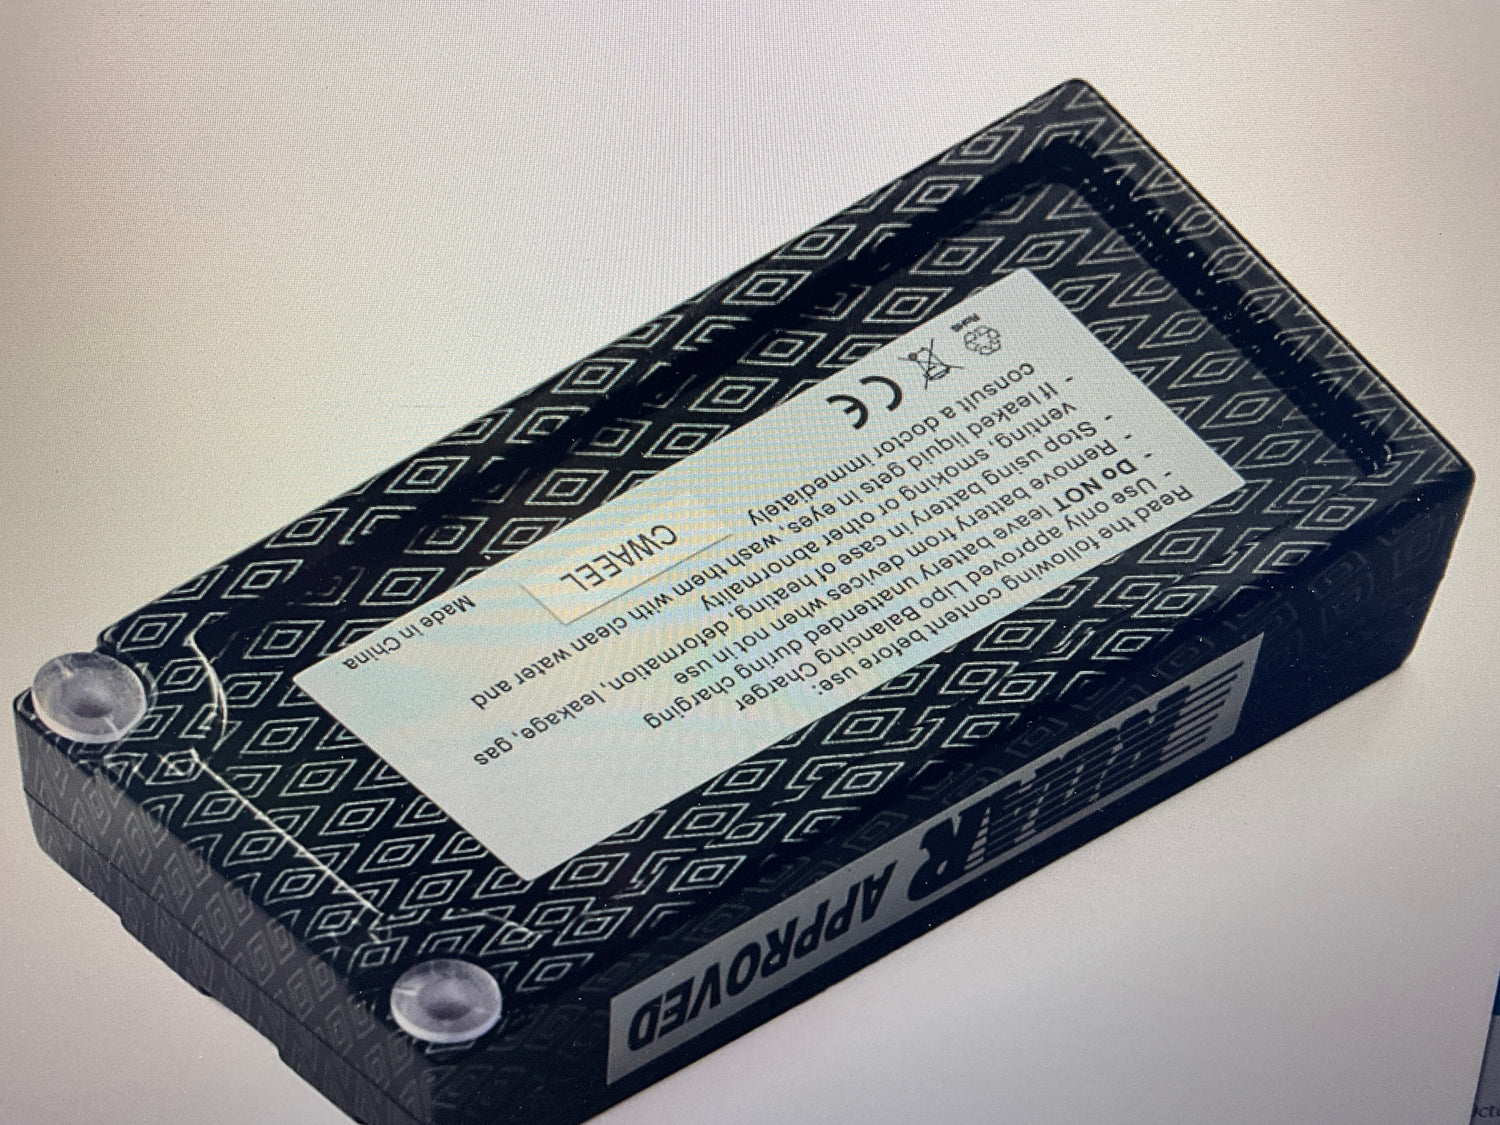 Read the following content before use:
- Use only approved Lipo Balancing Charger
- Do NOT leave battery unattended during charging
- Remove battery from devices when not in use
- Stop using battery in case of heating, deformation, leakage, gas
venting, smoking or other abnormality
- If leaked liquid gets in eyes, wash them with clean water and
consult a doctor immediately
CE
RoHS
CWAEEL
Made in China
APPROVED